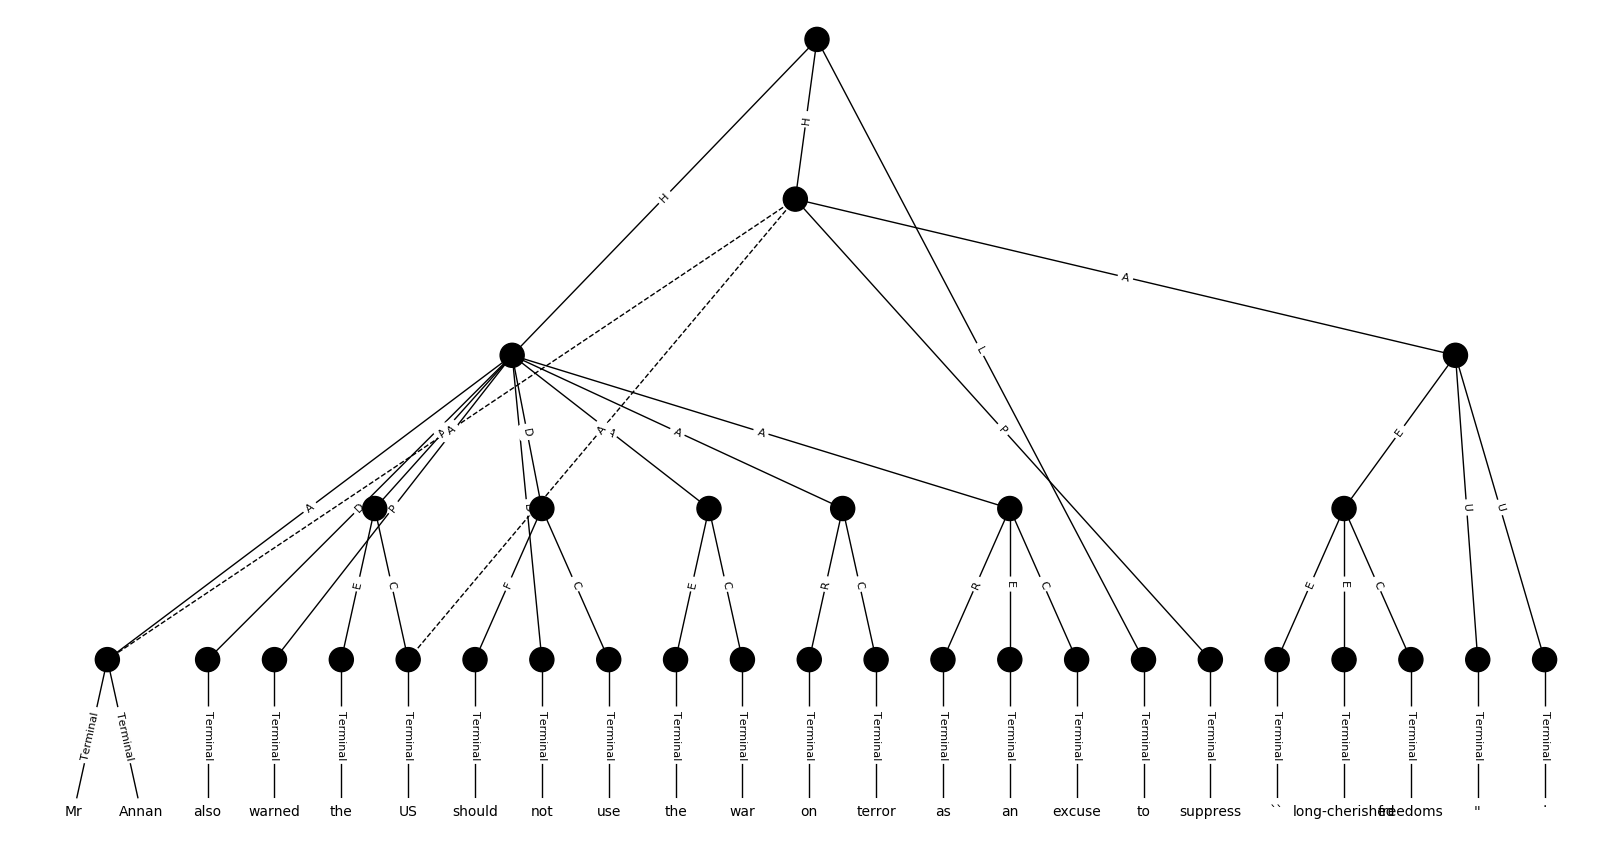 H
H
A
L
A A A D A A A A P E
A D P D U U
E C F C E C R C R E C E E C
Terminal Terminal Terminal Terminal Terminal Terminal Terminal Terminal Terminal Terminal Terminal Terminal Terminal Terminal Terminal Terminal Terminal Terminal Terminal Terminal Terminal Terminal Terminal
Mr Annan also warned the US should not use the war on terror as an excuse to suppress `` long-cherished freedoms " .